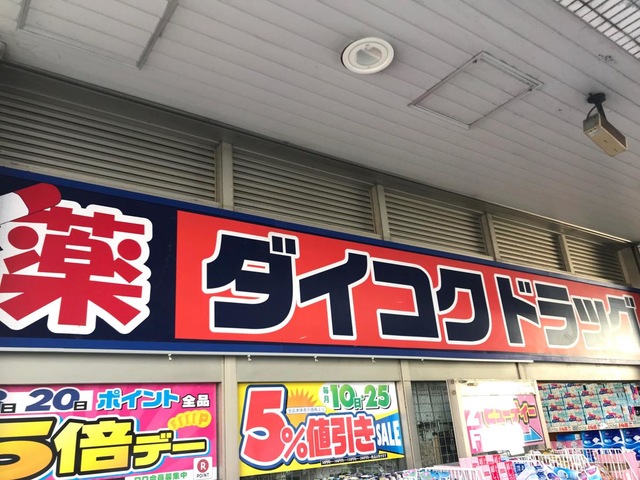 薬 ダイコクドラッグ
20日 ポイント 全品
5倍デー
R
POINT
毎月 10日・25日
5%値引き
SALE